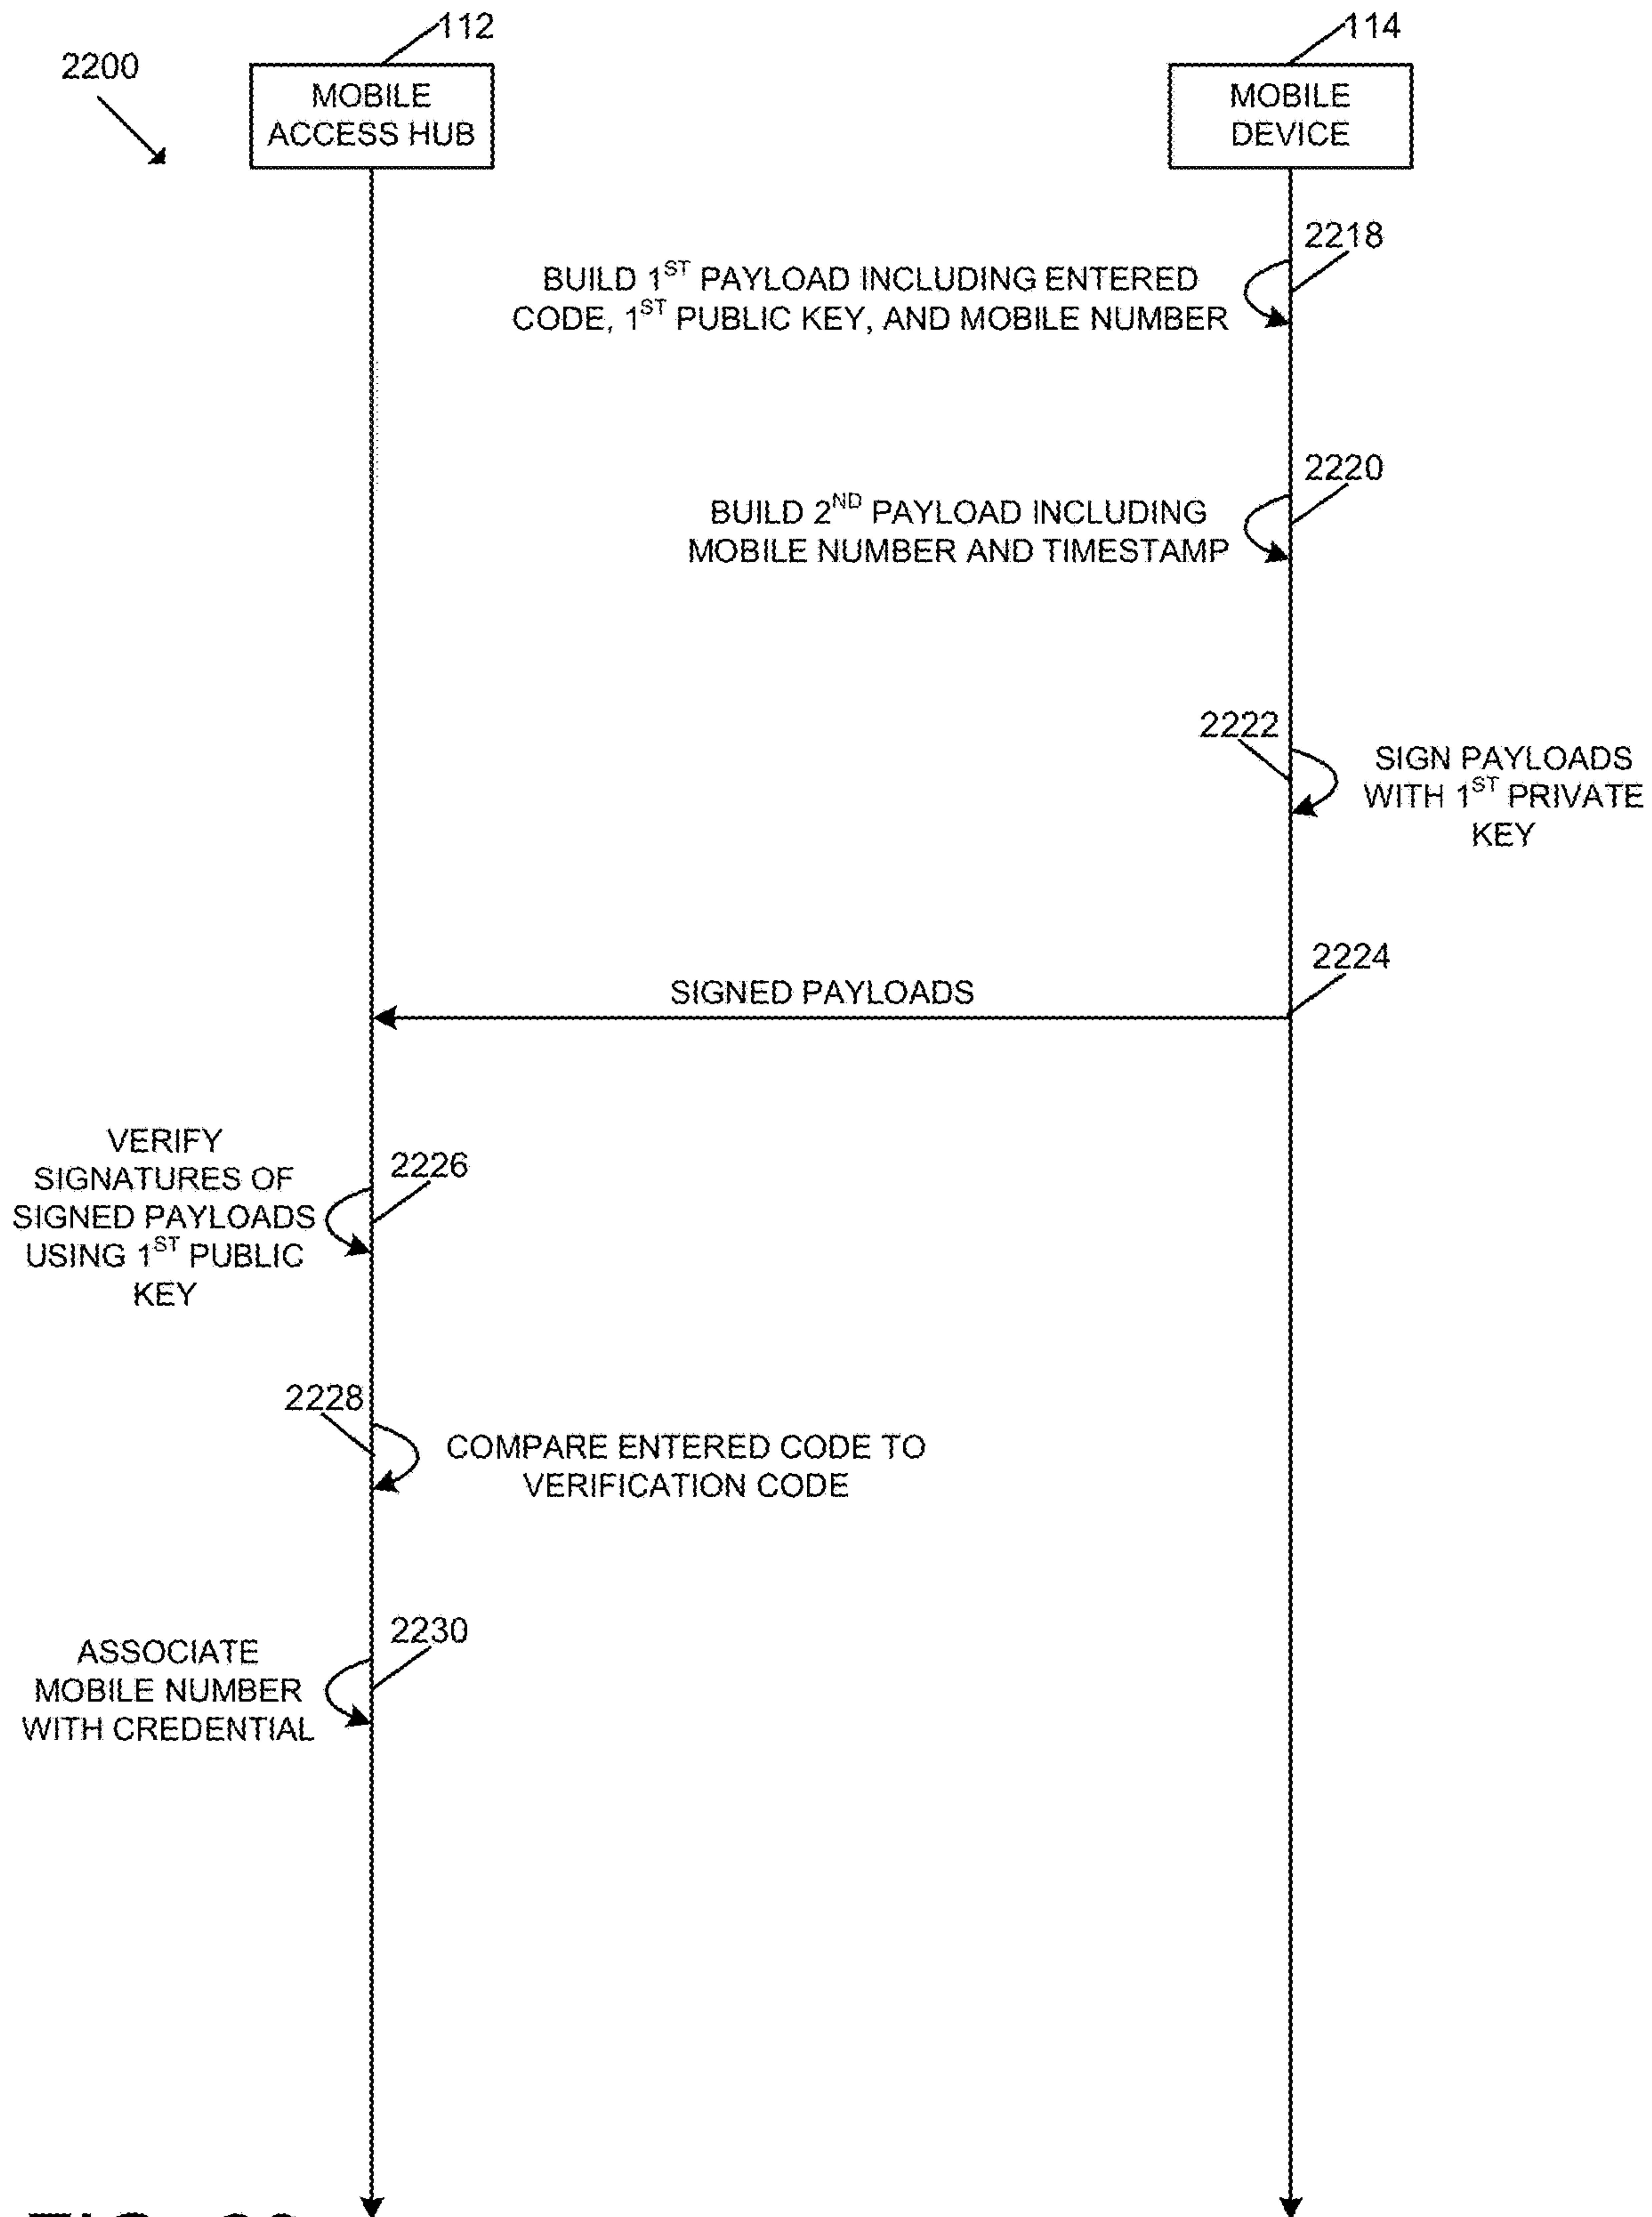 112
114
2200
MOBILE
ACCESS HUB
MOBILE
DEVICE
2218
BUILD 1ST PAYLOAD INCLUDING ENTERED
CODE, 1ST PUBLIC KEY, AND MOBILE NUMBER
2220
BUILD 2ND PAYLOAD INCLUDING
MOBILE NUMBER AND TIMESTAMP
2222
SIGN PAYLOADS
WITH 1ST PRIVATE
KEY
2224
SIGNED PAYLOADS
VERIFY
SIGNATURES OF
SIGNED PAYLOADS
USING 1ST PUBLIC
KEY
2226
2228
COMPARE ENTERED CODE TO
VERIFICATION CODE
2230
ASSOCIATE
MOBILE NUMBER
WITH CREDENTIAL